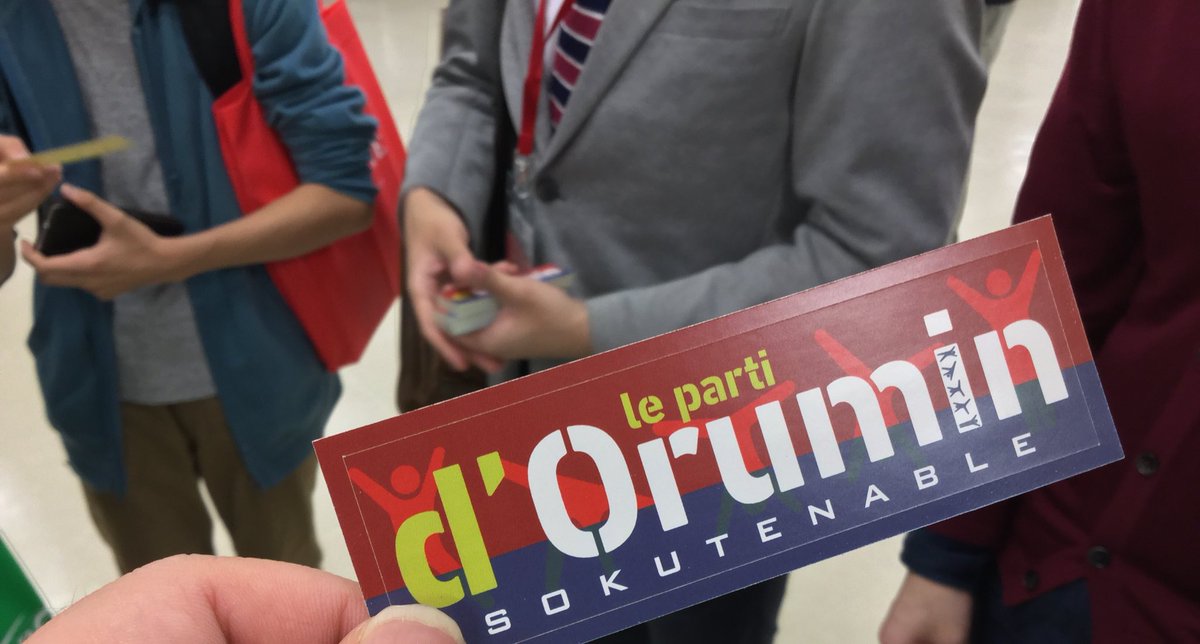 le parti
d'Orumin
SOKUTENABLE